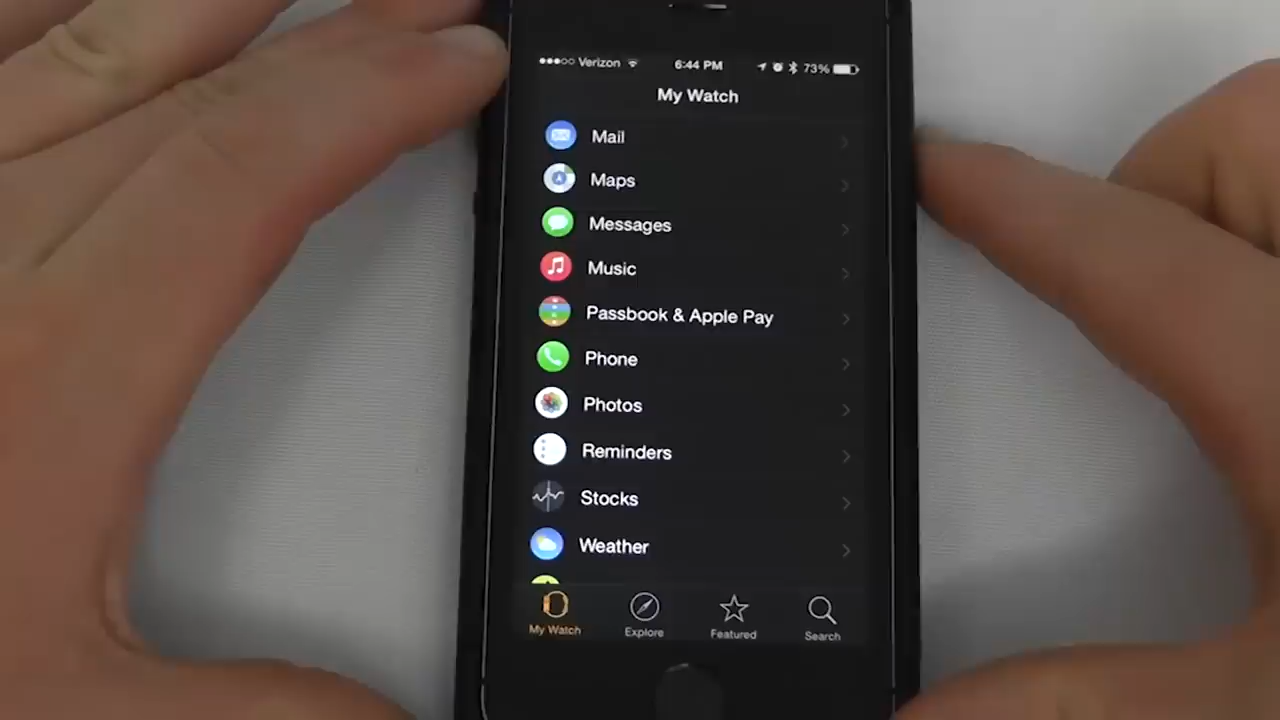 Verizon 6:44 PM 73%
My Watch
Mail
Maps
Messages
Music
Passbook & Apple Pay
Phone
Photos
Reminders
Stocks
Weather
My Watch Explore Featured Search